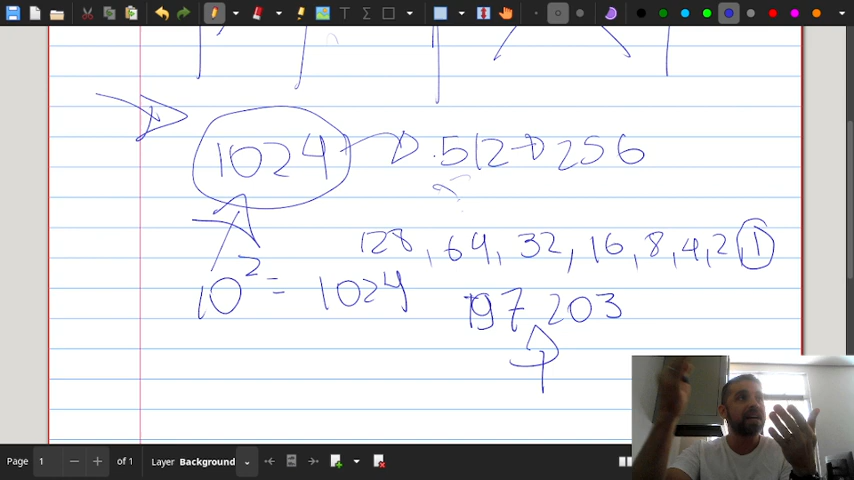 1024 → 512 → 256
128, 64, 32, 16, 8, 4, 2, 1
10² = 1024
197 203
Page 1 of 1 Layer Background